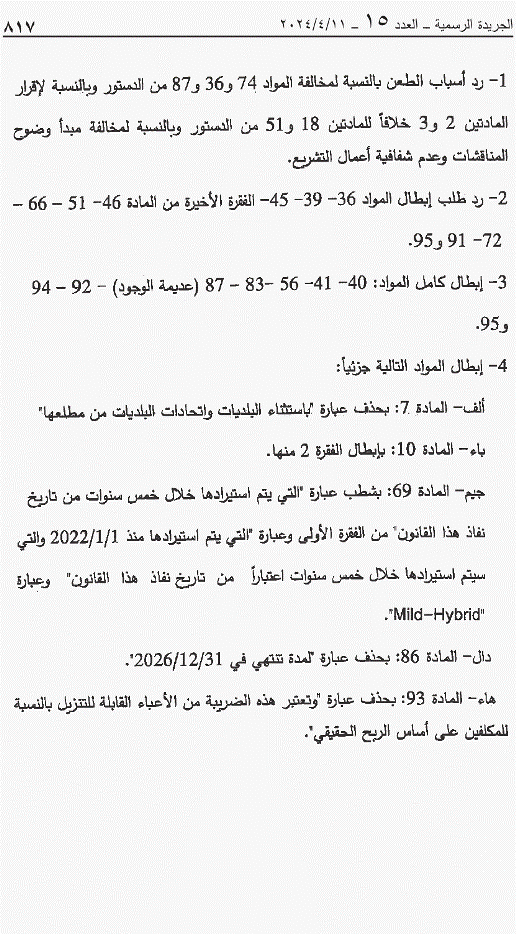 الجريدة الرسمية ــ العدد ١٥ ــ ٢٠٢٤/٤/١١
٨١٧
1- رد أسباب الطعن بالنسبة لمخالفة المواد 74 و36 و87 من الدستور وبالنسبة لإقرار
المادتين 2 و3 خلافاً للمادتين 18 و51 من الدستور وبالنسبة لمخالفة مبدأ وضوح
المناقشات وعدم شفافية أعمال التشريع.
2- رد طلب إبطال المواد 36- 39- 45- الفقرة الأخيرة من المادة 46- 51 – 66 –
72- 91 و95.
3- إبطال كامل المواد: 40- 41- 56 -83 – 87 (عديمة الوجود) – 92 – 94
و95.
4- إبطال المواد التالية جزئياً:
ألف- المادة 7: بحذف عبارة "باستثناء البلديات واتحادات البلديات من مطلعها"
باء- المادة 10: بإبطال الفقرة 2 منها.
جيم- المادة 69: بشطب عبارة "التي يتم استيرادها خلال خمس سنوات من تاريخ
نفاذ هذا القانون" من الفقرة الأولى وعبارة "التي يتم استيرادها منذ 2022/1/1 والتي
سيتم استيرادها خلال خمس سنوات اعتباراً من تاريخ نفاذ هذا القانون" وعبارة
"Mild-Hybrid".
دال- المادة 86: بحذف عبارة "لمدة تنتهي في 2026/12/31".
هاء- المادة 93: بحذف عبارة "وتعتبر هذه الضريبة من الأعباء القابلة للتنزيل بالنسبة
للمكلفين على أساس الربح الحقيقي".